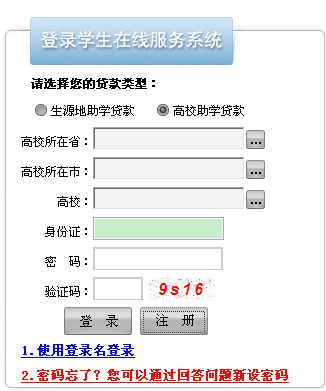 登录学生在线服务系统
请选择您的贷款类型：
生源地助学贷款 高校助学贷款
高校所在省： ...
高校所在市： ...
高校： ...
身份证：
密 码：
验证码： 9s16
登 录 注 册
1.使用登录名登录
2.密码忘了？您可以通过回答问题新设密码